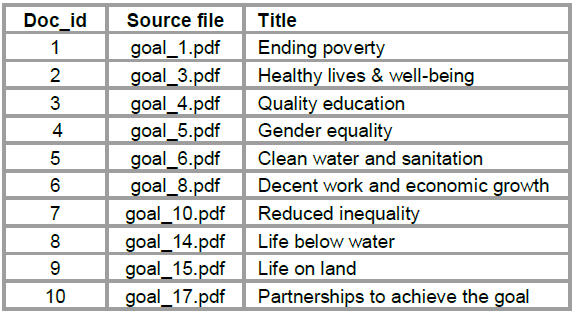 Doc_id Source file Title
1 goal_1.pdf Ending poverty
2 goal_3.pdf Healthy lives & well-being
3 goal_4.pdf Quality education
4 goal_5.pdf Gender equality
5 goal_6.pdf Clean water and sanitation
6 goal_8.pdf Decent work and economic growth
7 goal_10.pdf Reduced inequality
8 goal_14.pdf Life below water
9 goal_15.pdf Life on land
10 goal_17.pdf Partnerships to achieve the goal